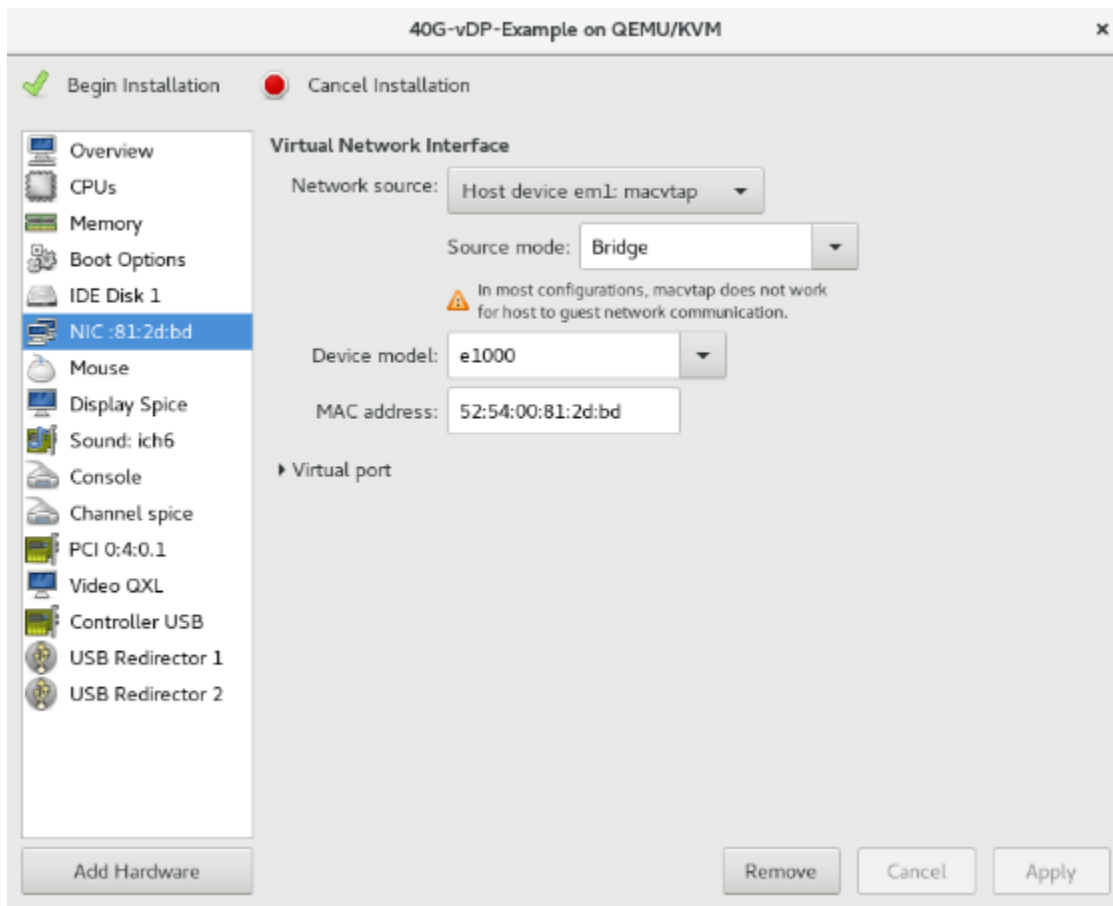 40G-vDP-Example on QEMU/KVM
Begin Installation
Cancel Installation
Overview
CPUs
Memory
Boot Options
IDE Disk 1
NIC :81:2d:bd
Mouse
Display Spice
Sound: ich6
Console
Channel spice
PCI 0:4:0.1
Video QXL
Controller USB
USB Redirector 1
USB Redirector 2
Add Hardware
Virtual Network Interface
Network source: Host device em1: macvtap
Source mode: Bridge
In most configurations, macvtap does not work
for host to guest network communication.
Device model: e1000
MAC address: 52:54:00:81:2d:bd
Virtual port
Remove
Cancel
Apply